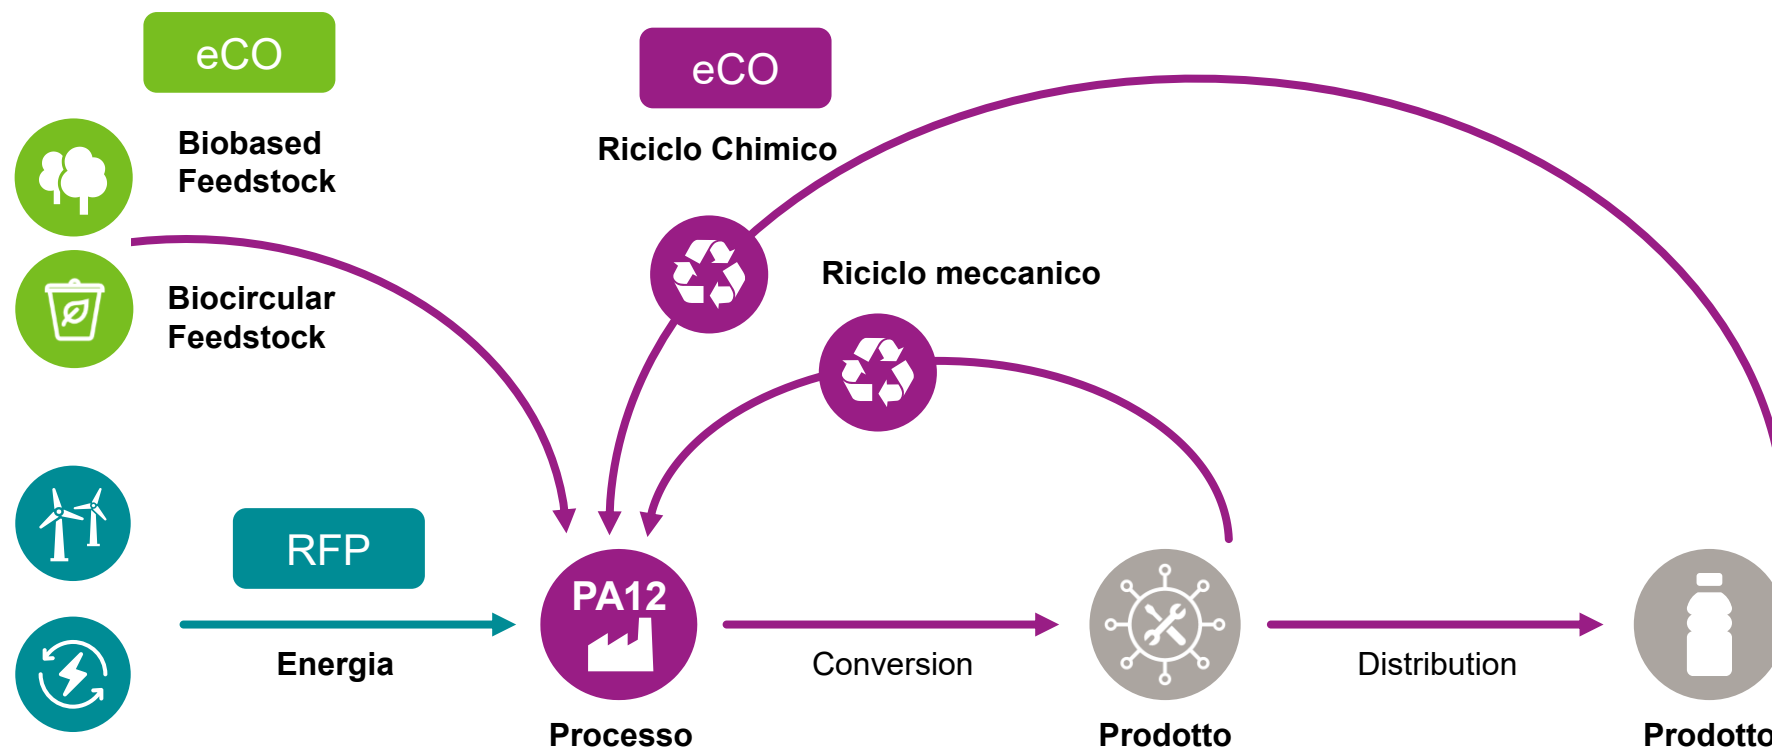 eCO
eCO
Biobased
Feedstock
Riciclo Chimico
Riciclo meccanico
Biocircular
Feedstock
RFP
PA12
Energia
Conversion
Distribution
Processo
Prodotto
Prodotto